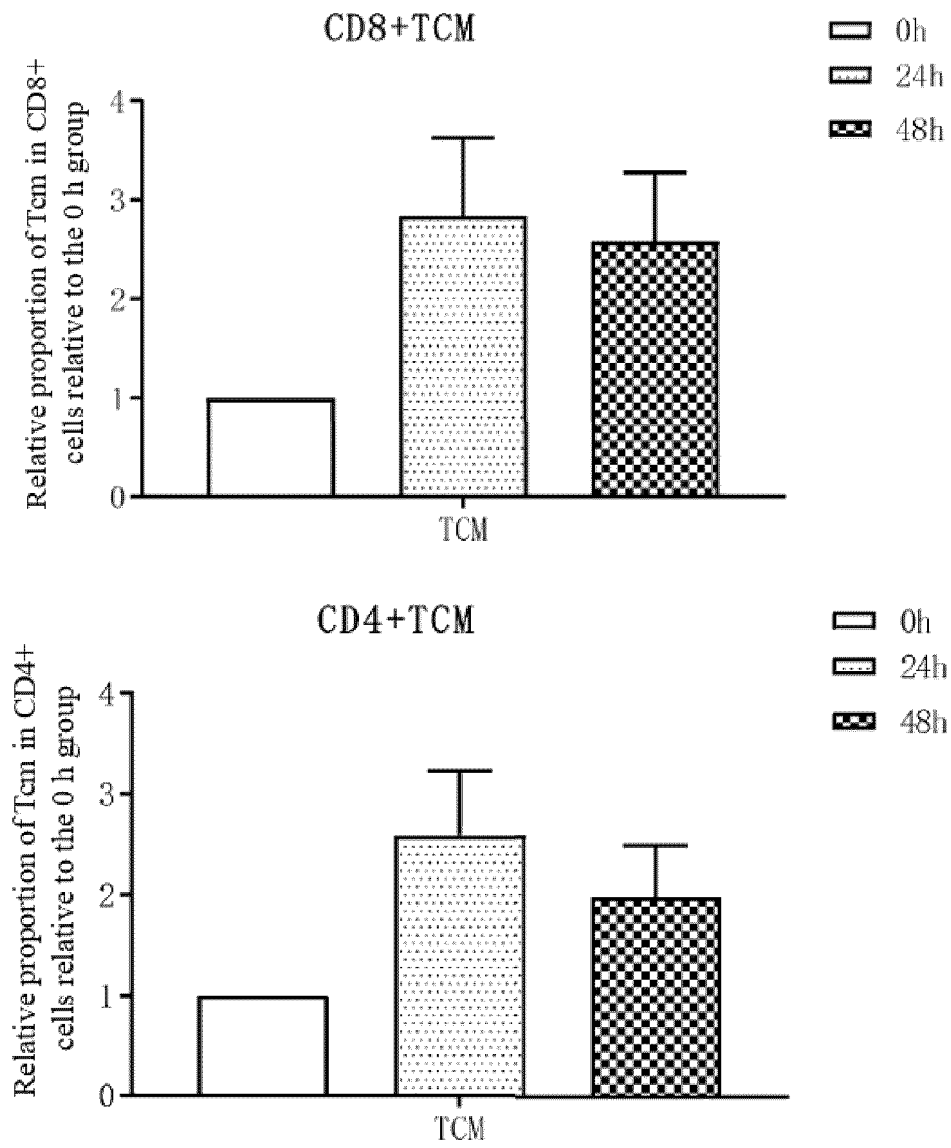 CD8+TCM
0h
24h
48h
Relative proportion of Tcm in CD8+
cells relative to the 0 h group
4
3
2
1
0
TCM
CD4+TCM
0h
24h
48h
Relative proportion of Tcm in CD4+
cells relative to the 0 h group
4
3
2
1
0
TCM